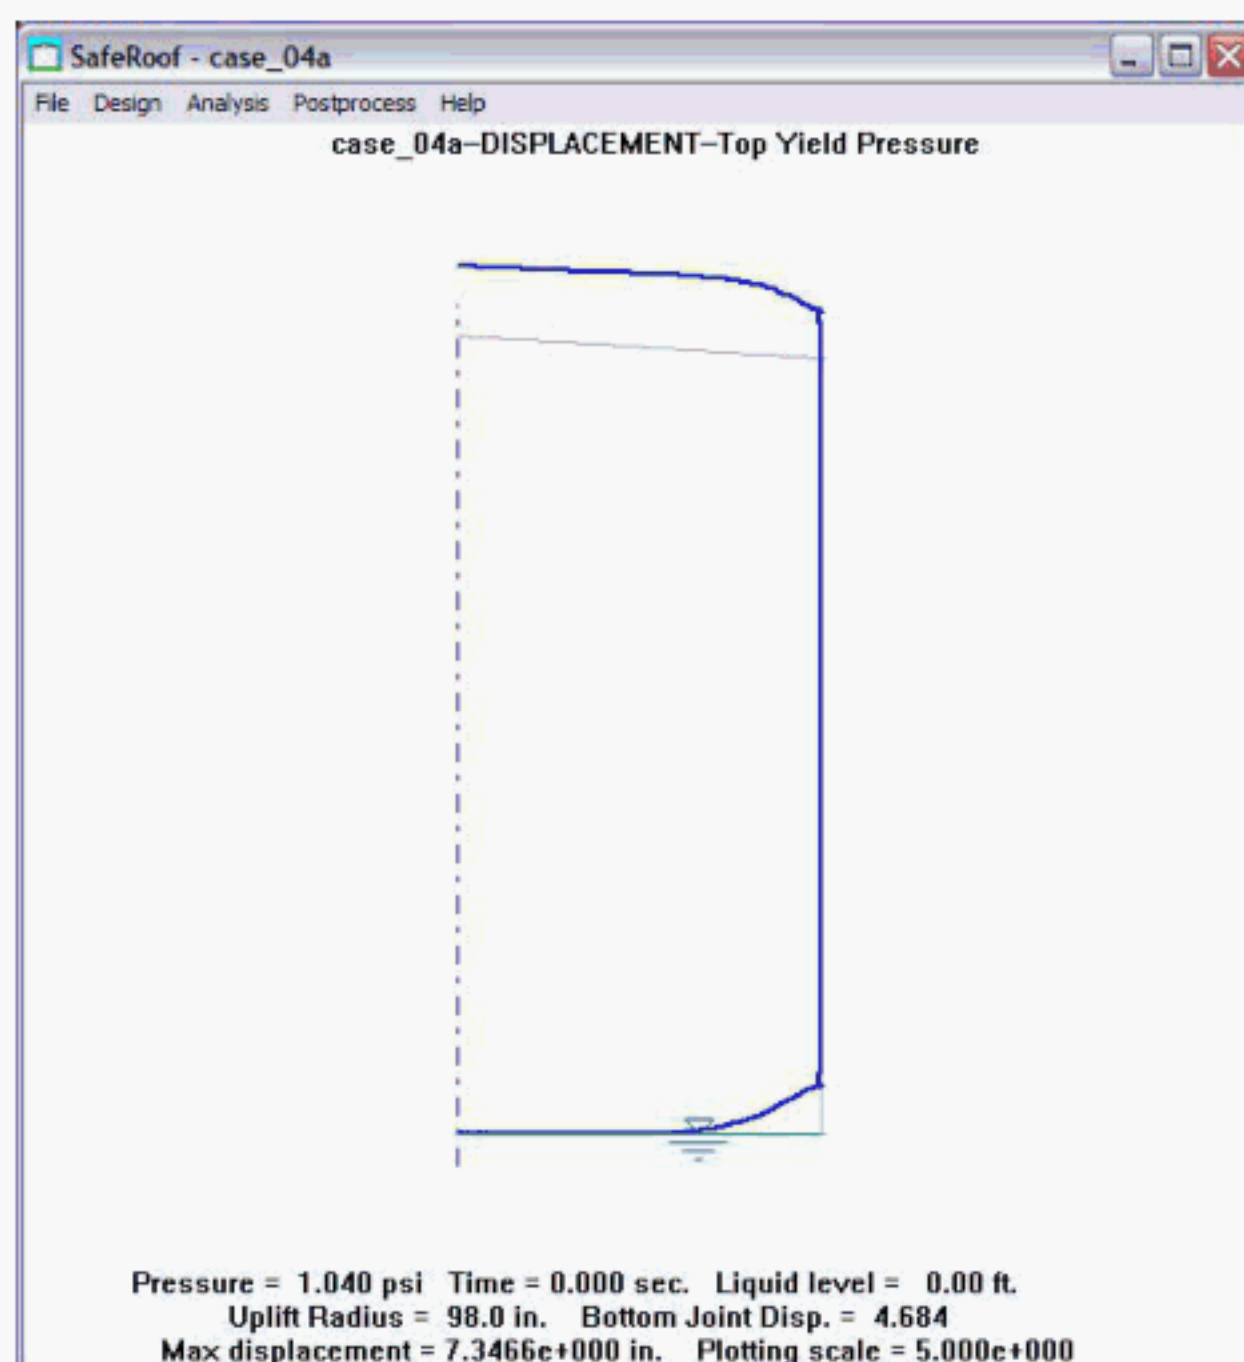 SafeRoof - case_04a
File Design Analysis Postprocess Help
case_04a-DISPLACEMENT-Top Yield Pressure
Pressure = 1.040 psi Time = 0.000 sec. Liquid level = 0.00 ft.
Uplift Radius = 98.0 in. Bottom Joint Disp. = 4.684
Max displacement = 7.3466e+000 in. Plotting scale = 5.000e+000